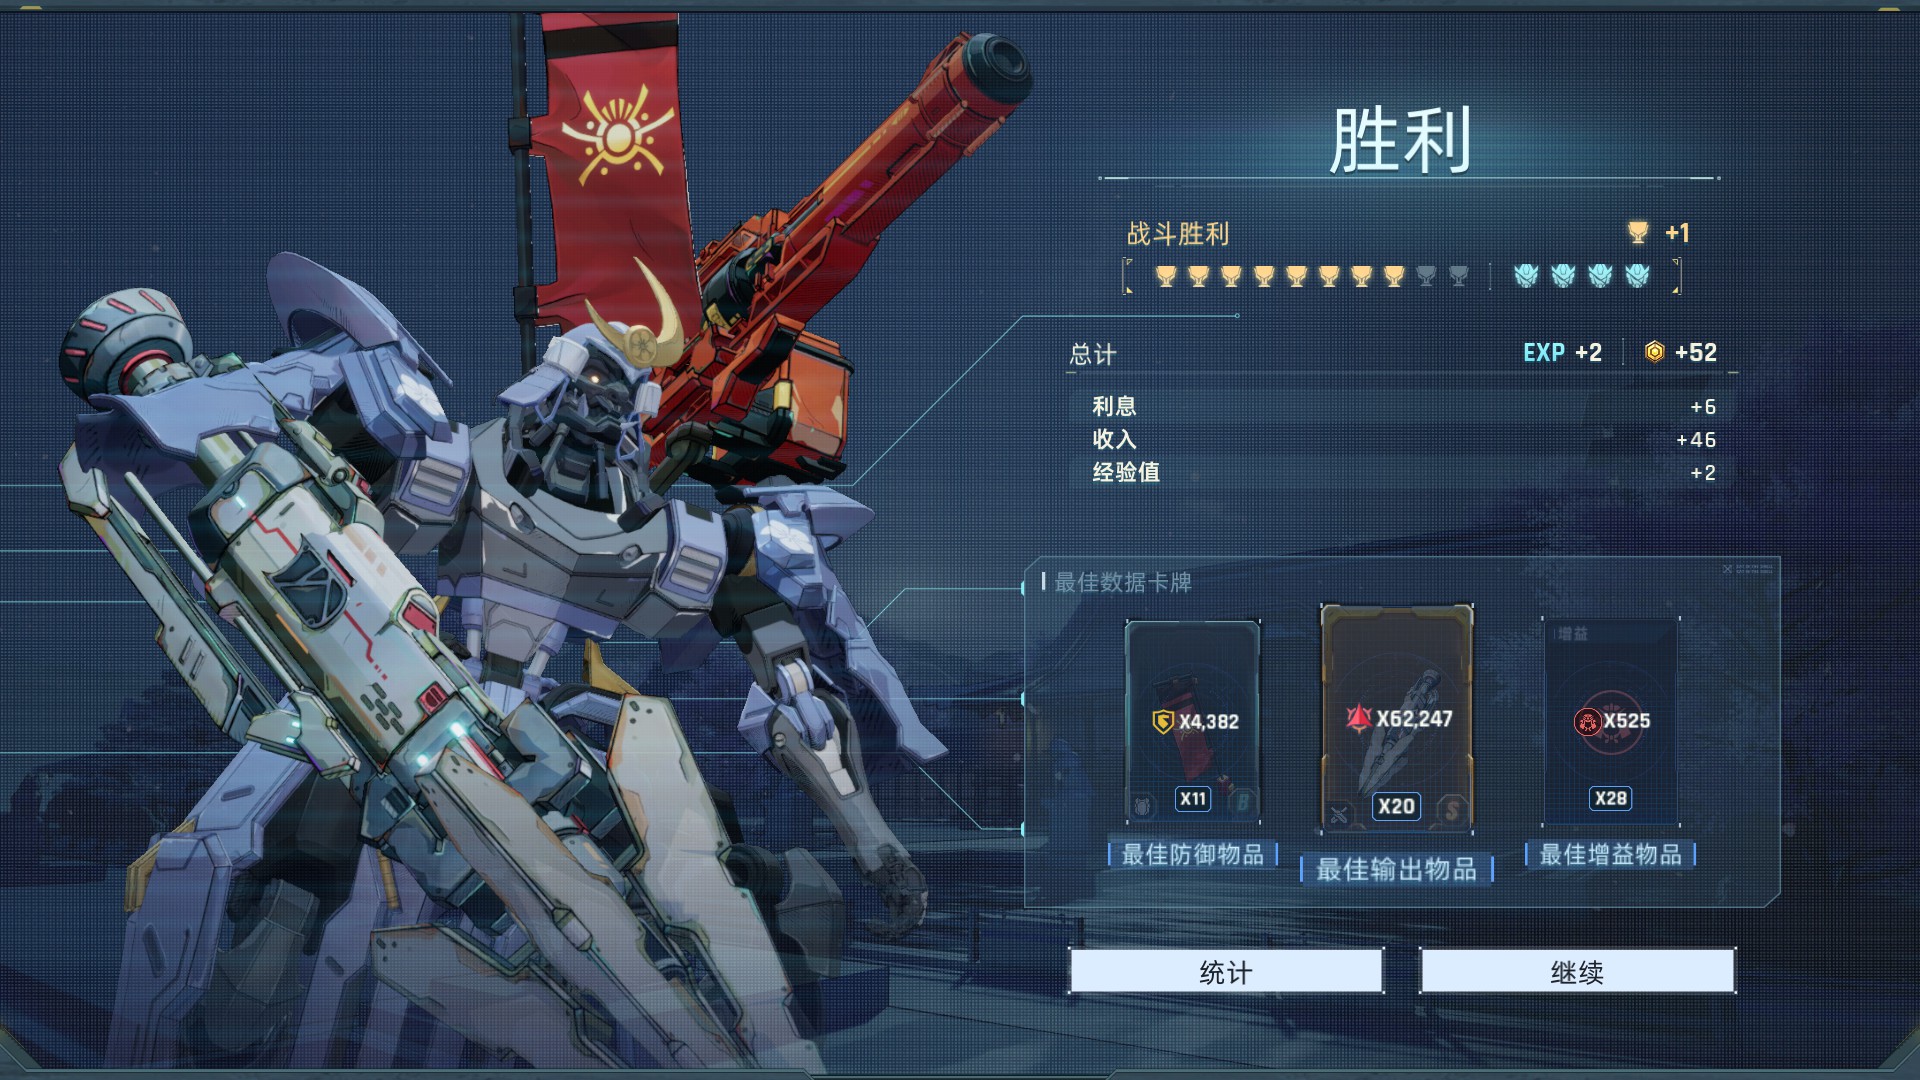 胜利
战斗胜利 +1
总计 EXP +2 +52
利息 +6
收入 +46
经验值 +2
最佳数据卡牌
增益
X4,382 X62,247 X525
X11 X20 X28
B S
最佳防御物品 最佳输出物品 最佳增益物品
统计 继续